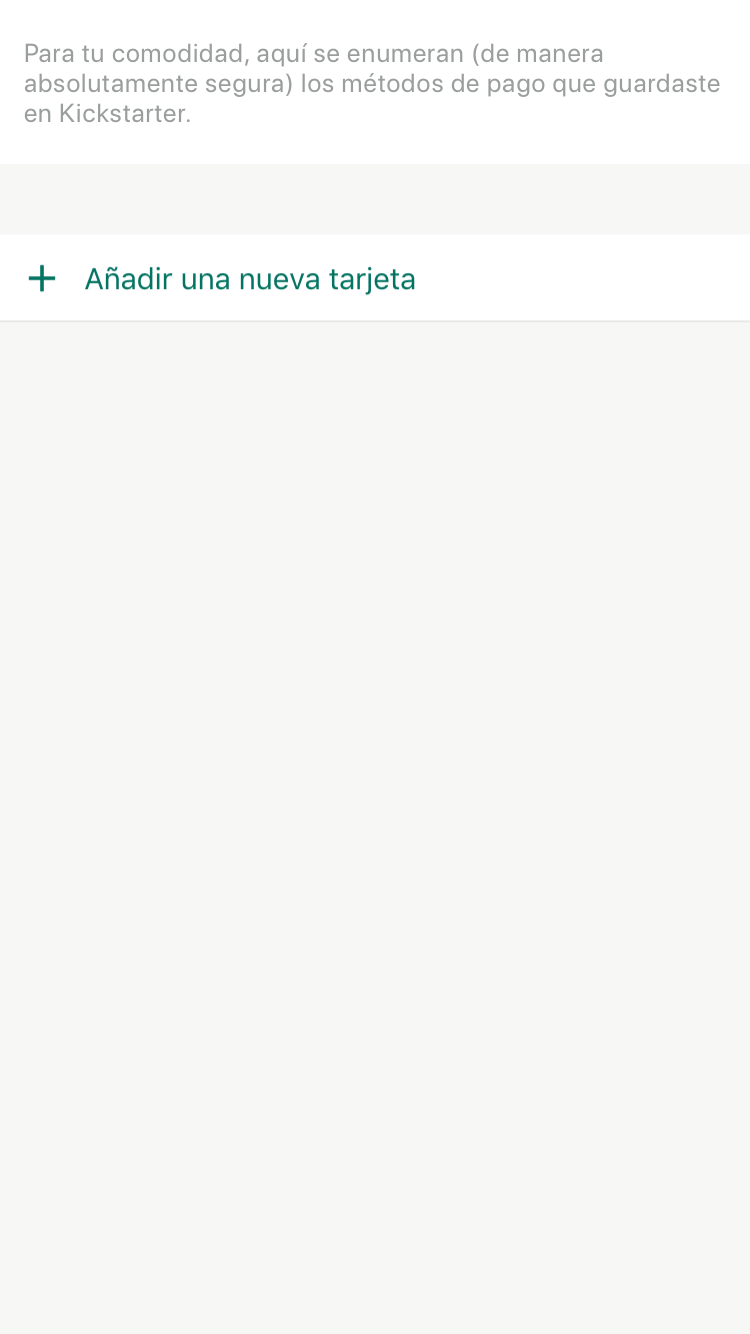 Para tu comodidad, aquí se enumeran (de manera
absolutamente segura) los métodos de pago que guardaste
en Kickstarter.
Añadir una nueva tarjeta